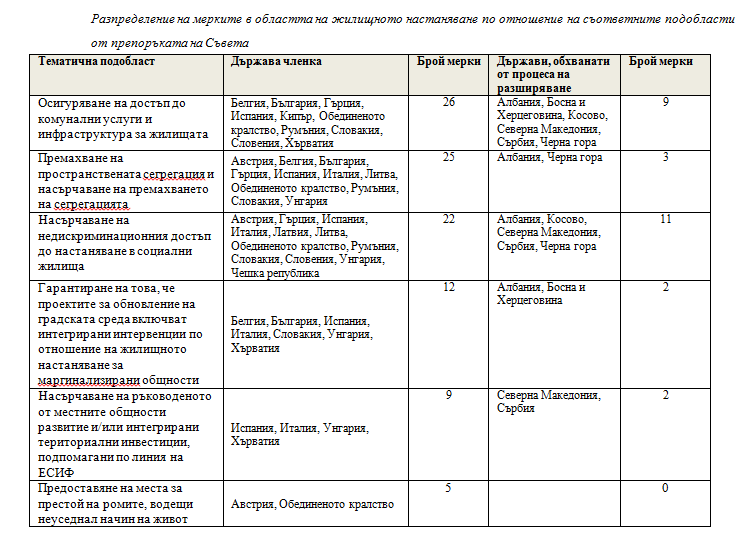 Разпределение на мерките в областта на жилищното настаняване по отношение на съответните подобласти
от препоръката на Съвета
Тематична подобласт
Държава членка
Брой мерки
Държави, обхванати
от процеса на
разширяване
Брой мерки
Осигуряване на достъп до
комунални услуги и
инфраструктура за жилищата
Белгия, България, Гърция,
Испания, Кипър, Обединеното
кралство, Румъния, Словакия,
Словения, Хърватия
26
Албания, Босна и
Херцеговина, Косово,
Северна Македония,
Сърбия, Черна гора
9
Премахване на
пространствената сегрегация и
насърчаване на премахването
на сегрегацията
Австрия, Белгия, България,
Гърция, Испания, Италия, Литва,
Обединеното кралство, Румъния,
Словакия, Унгария
25
Албания, Черна гора
3
Насърчаване на
недискриминационния достъп
до настаняване в социални
жилища
Австрия, Гърция, Испания,
Италия, Латвия, Литва,
Обединеното кралство, Румъния,
Словакия, Словения, Унгария,
Чешка република
22
Албания, Косово,
Северна Македония,
Сърбия, Черна гора
11
Гарантиране на това, че
проектите за обновление на
градската среда включват
интегрирани интервенции по
отношение на жилищното
настаняване за
маргинализирани общности
Белгия, България, Испания,
Италия, Словакия, Унгария,
Хърватия
12
Албания, Босна и
Херцеговина
2
Насърчаване на ръководеното
от местните общности
развитие и/или интегрирани
териториални инвестиции,
подпомагани по линия на
ЕСИФ
Испания, Италия, Унгария,
Хърватия
9
Северна Македония,
Сърбия
2
Предоставяне на места за
престой на ромите, водещи
неуседнал начин на живот
Австрия, Обединеното кралство
5
0